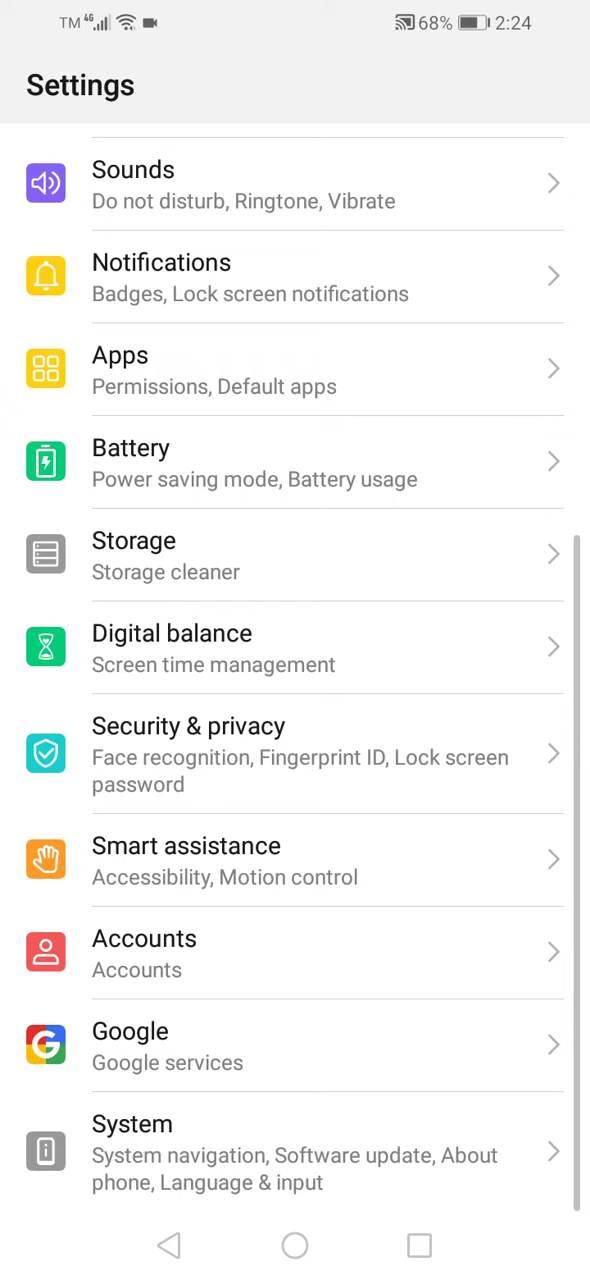 TM 4G 68% 2:24
Settings
Sounds
Do not disturb, Ringtone, Vibrate
Notifications
Badges, Lock screen notifications
Apps
Permissions, Default apps
Battery
Power saving mode, Battery usage
Storage
Storage cleaner
Digital balance
Screen time management
Security & privacy
Face recognition, Fingerprint ID, Lock screen
password
Smart assistance
Accessibility, Motion control
Accounts
Accounts
Google
Google services
System
System navigation, Software update, About
phone, Language & input